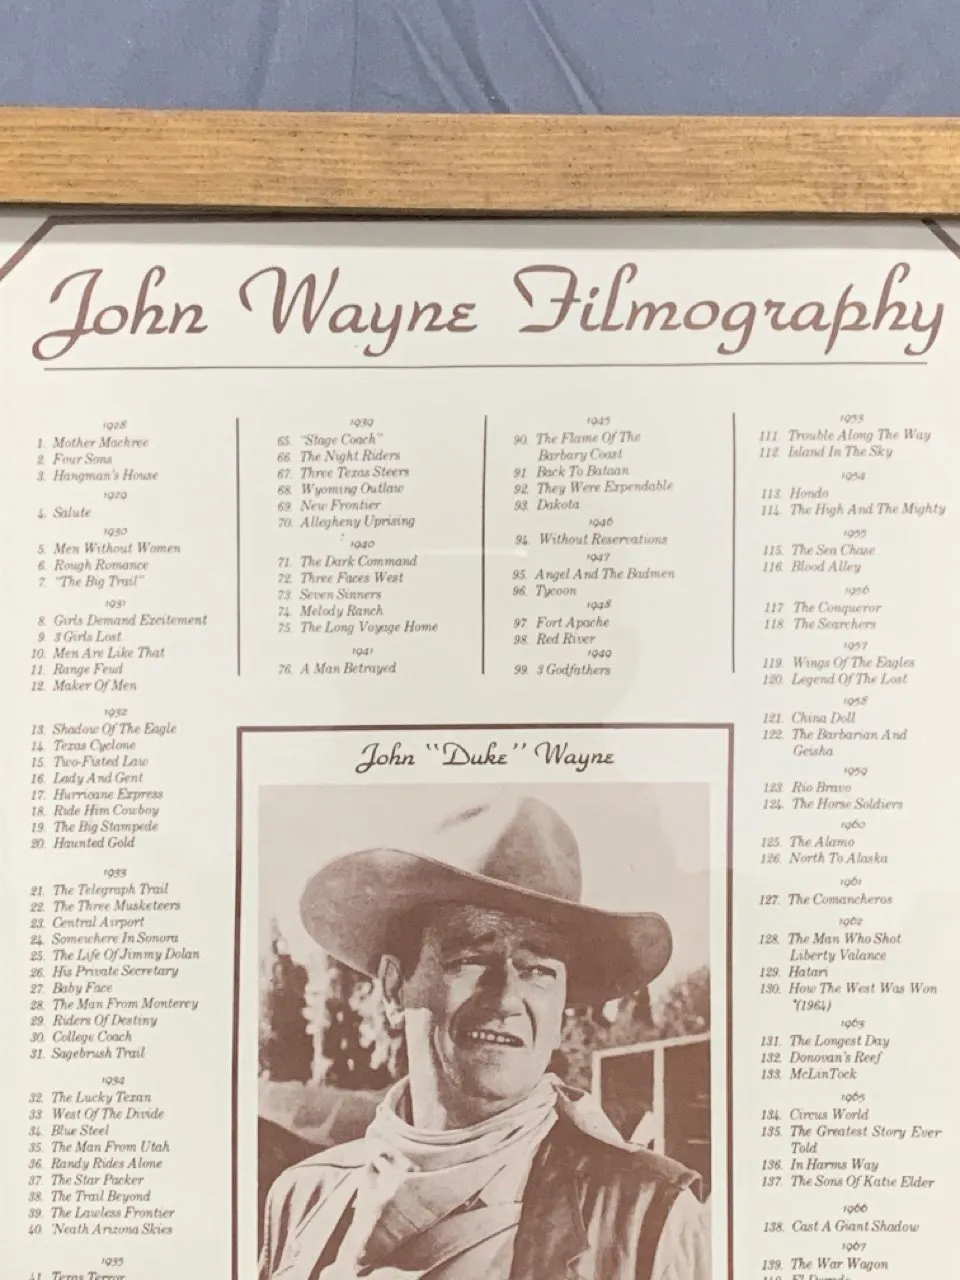 John Wayne Filmography
1928
1. Mother Machree
2. Four Sons
3. Hangman's House
1929
4. Salute
1930
5. Men Without Women
6. Rough Romance
7. "The Big Trail"
1931
8. Girls Demand Excitement
9. 3 Girls Lost
10. Men Are Like That
11. Range Feud
12. Maker Of Men
1932
13. Shadow Of The Eagle
14. Texas Cyclone
15. Two-Fisted Law
16. Lady And Gent
17. Hurricane Express
18. Ride Him Cowboy
19. The Big Stampede
20. Haunted Gold
1933
21. The Telegraph Trail
22. The Three Musketeers
23. Central Airport
24. Somewhere In Sonora
25. The Life Of Jimmy Dolan
26. His Private Secretary
27. Baby Face
28. The Man From Monterey
29. Riders Of Destiny
30. College Coach
31. Sagebrush Trail
1934
32. The Lucky Texan
33. West Of The Divide
34. Blue Steel
35. The Man From Utah
36. Randy Rides Alone
37. The Star Packer
38. The Trail Beyond
39. The Lawless Frontier
40. 'Neath Arizona Skies
1935
41. Texas Terror
1939
65. "Stage Coach"
66. The Night Riders
67. Three Texas Steers
68. Wyoming Outlaw
69. New Frontier
70. Allegheny Uprising
1940
71. The Dark Command
72. Three Faces West
73. Seven Sinners
74. Melody Ranch
75. The Long Voyage Home
1941
76. A Man Betrayed
1945
90. The Flame Of The
Barbary Coast
91. Back To Bataan
92. They Were Expendable
93. Dakota
1946
94. Without Reservations
1947
95. Angel And The Badmen
96. Tycoon
1948
97. Fort Apache
98. Red River
1949
99. 3 Godfathers
John "Duke" Wayne
1953
111. Trouble Along The Way
112. Island In The Sky
1954
113. Hondo
114. The High And The Mighty
1955
115. The Sea Chase
116. Blood Alley
1956
117. The Conqueror
118. The Searchers
1957
119. Wings Of The Eagles
120. Legend Of The Lost
1958
121. China Doll
122. The Barbarian And
Geisha
1959
123. Rio Bravo
124. The Horse Soldiers
1960
125. The Alamo
126. North To Alaska
1961
127. The Comancheros
1962
128. The Man Who Shot
Liberty Valance
129. Hatari
130. How The West Was Won
*(1964)
1963
131. The Longest Day
132. Donovan's Reef
133. McLinTock
1965
134. Circus World
135. The Greatest Story Ever
Told
136. In Harms Way
137. The Sons Of Katie Elder
1966
138. Cast A Giant Shadow
1967
139. The War Wagon